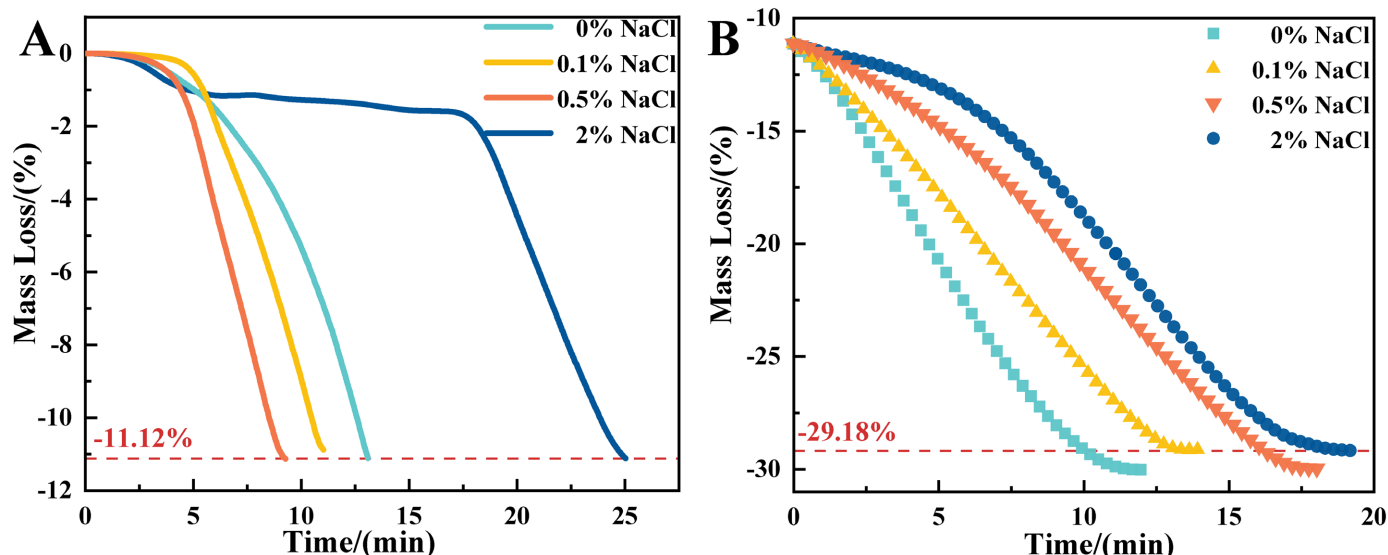 A
0% NaCl
0.1% NaCl
0.5% NaCl
2% NaCl
0
-2
-4
-6
-8
-10
-12
Mass Loss/(%)
-11.12%
0
5
10
15
20
25
Time/(min)
B
0% NaCl
0.1% NaCl
0.5% NaCl
2% NaCl
-10
-15
-20
-25
-30
Mass Loss/(%)
-29.18%
0
5
10
15
20
Time/(min)